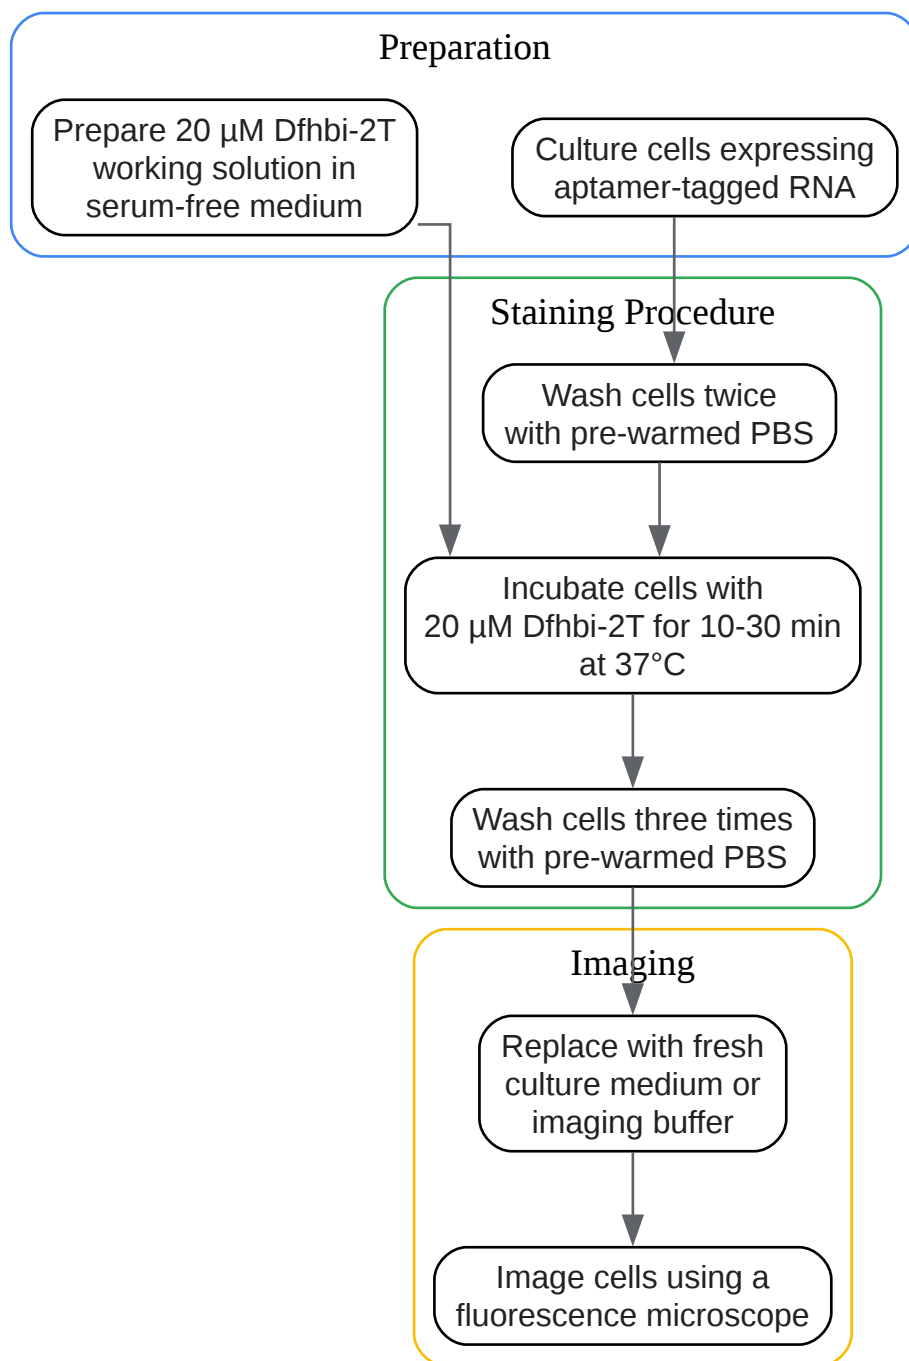 Preparation
Prepare 20 µM Dfhbi-2T
working solution in
serum-free medium
Culture cells expressing
aptamer-tagged RNA
Staining Procedure
Wash cells twice
with pre-warmed PBS
Incubate cells with
20 µM Dfhbi-2T for 10-30 min
at 37°C
Wash cells three times
with pre-warmed PBS
Imaging
Replace with fresh
culture medium or
imaging buffer
Image cells using a
fluorescence microscope